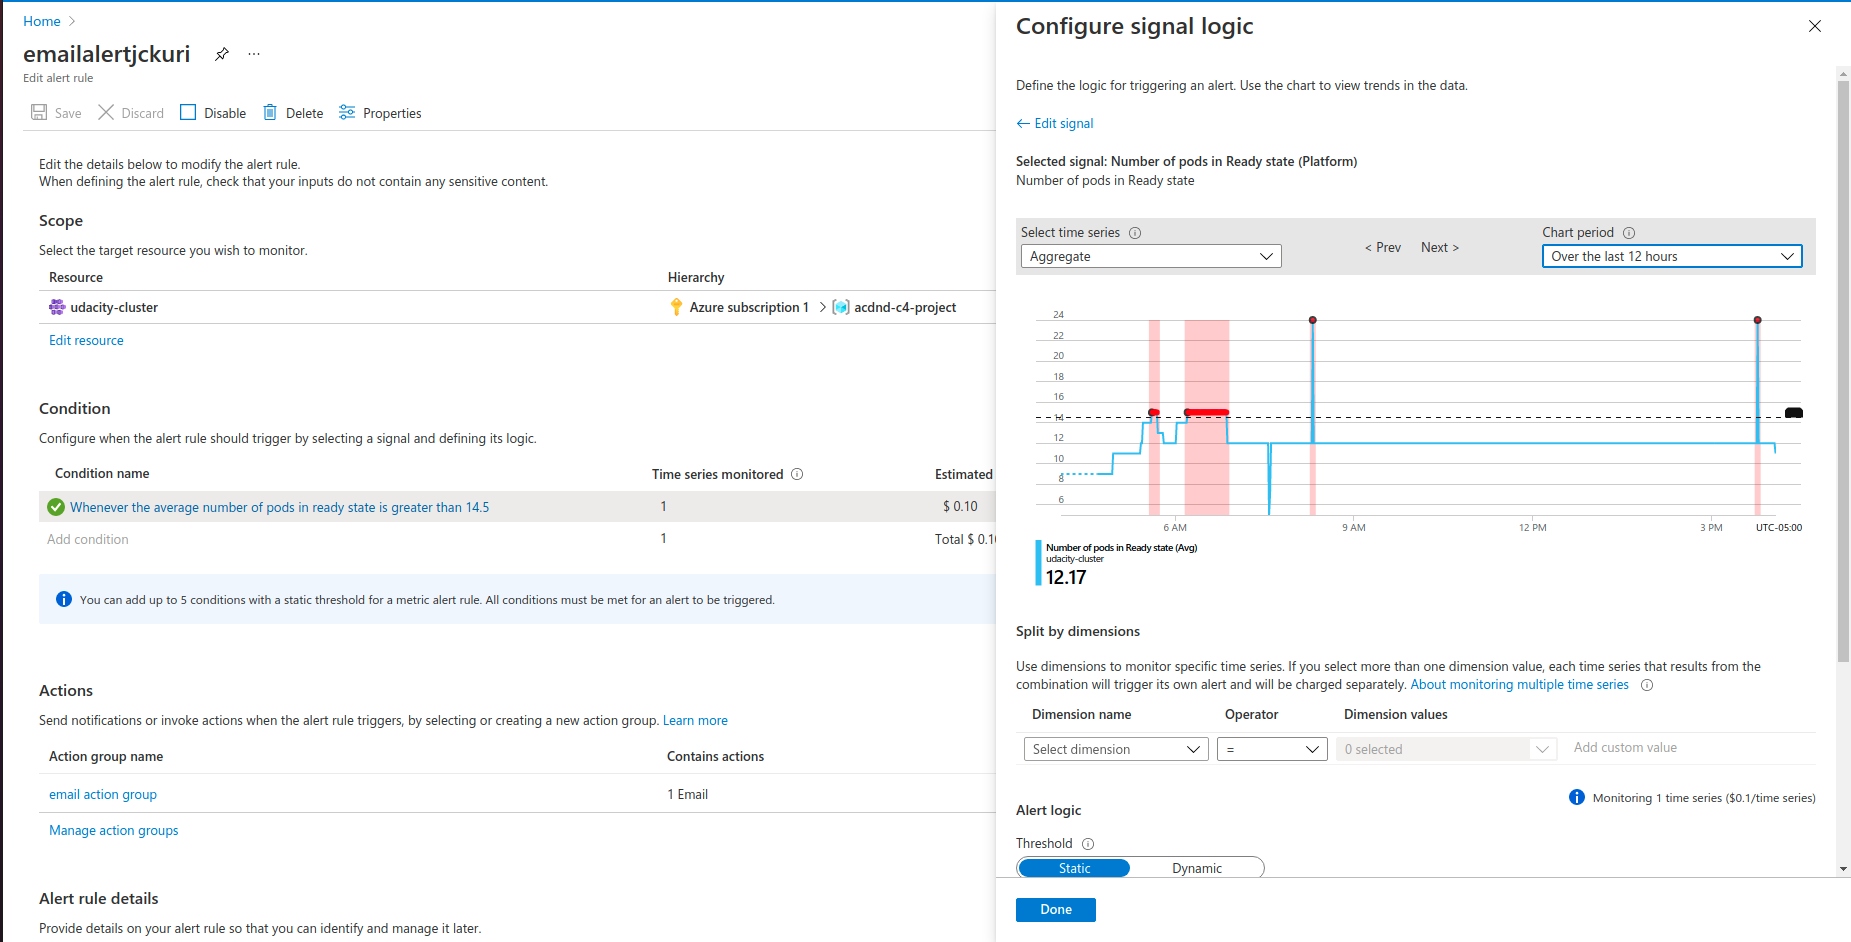 Home >
emailalertjckuri ...
Edit alert rule
Save Discard Disable Delete Properties
Edit the details below to modify the alert rule.
When defining the alert rule, check that your inputs do not contain any sensitive content.
Scope
Select the target resource you wish to monitor.
Resource Hierarchy
udacity-cluster Azure subscription 1 > acdnd-c4-project
Edit resource
Condition
Configure when the alert rule should trigger by selecting a signal and defining its logic.
Condition name Time series monitored Estimated
Whenever the average number of pods in ready state is greater than 14.5 1 $ 0.10
Add condition 1 Total $ 0.10
You can add up to 5 conditions with a static threshold for a metric alert rule. All conditions must be met for an alert to be triggered.
Actions
Send notifications or invoke actions when the alert rule triggers, by selecting or creating a new action group. Learn more
Action group name Contains actions
email action group 1 Email
Manage action groups
Alert rule details
Provide details on your alert rule so that you can identify and manage it later.
Configure signal logic
Define the logic for triggering an alert. Use the chart to view trends in the data.
← Edit signal
Selected signal: Number of pods in Ready state (Platform)
Number of pods in Ready state
Select time series Chart period
Aggregate < Prev Next > Over the last 12 hours
24
22
20
18
16
14
12
10
8
6
6 AM 9 AM 12 PM 3 PM UTC-05:00
Number of pods in Ready state (Avg)
udacity-cluster
12.17
Split by dimensions
Use dimensions to monitor specific time series. If you select more than one dimension value, each time series that results from the
combination will trigger its own alert and will be charged separately. About monitoring multiple time series
Dimension name Operator Dimension values
Select dimension = 0 selected Add custom value
Monitoring 1 time series ($0.1/time series)
Alert logic
Threshold
Static Dynamic
Done